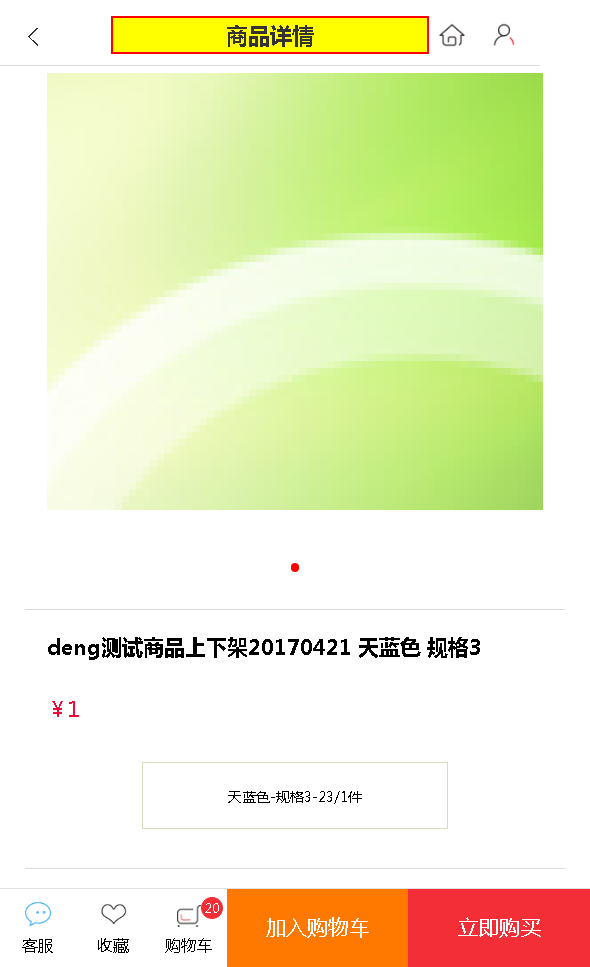 商品详情
deng测试商品上下架20170421 天蓝色 规格3
¥1
天蓝色-规格3-23/1件
20
客服 收藏 购物车 加入购物车 立即购买